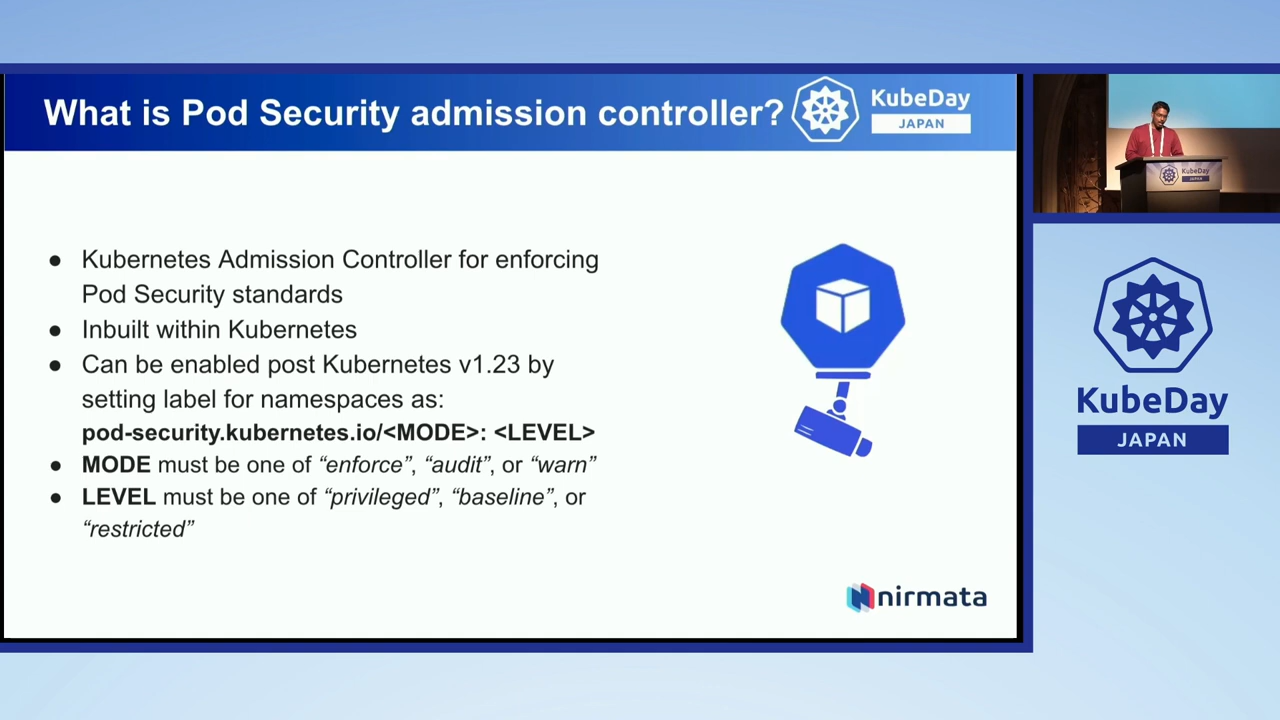 What is Pod Security admission controller?
KubeDay
JAPAN
● Kubernetes Admission Controller for enforcing
Pod Security standards
● Inbuilt within Kubernetes
● Can be enabled post Kubernetes v1.23 by
setting label for namespaces as:
pod-security.kubernetes.io/<MODE>: <LEVEL>
● MODE must be one of “enforce”, “audit”, or “warn”
● LEVEL must be one of “privileged”, “baseline”, or
“restricted”
nirmata
KubeDay
KubeDay
JAPAN